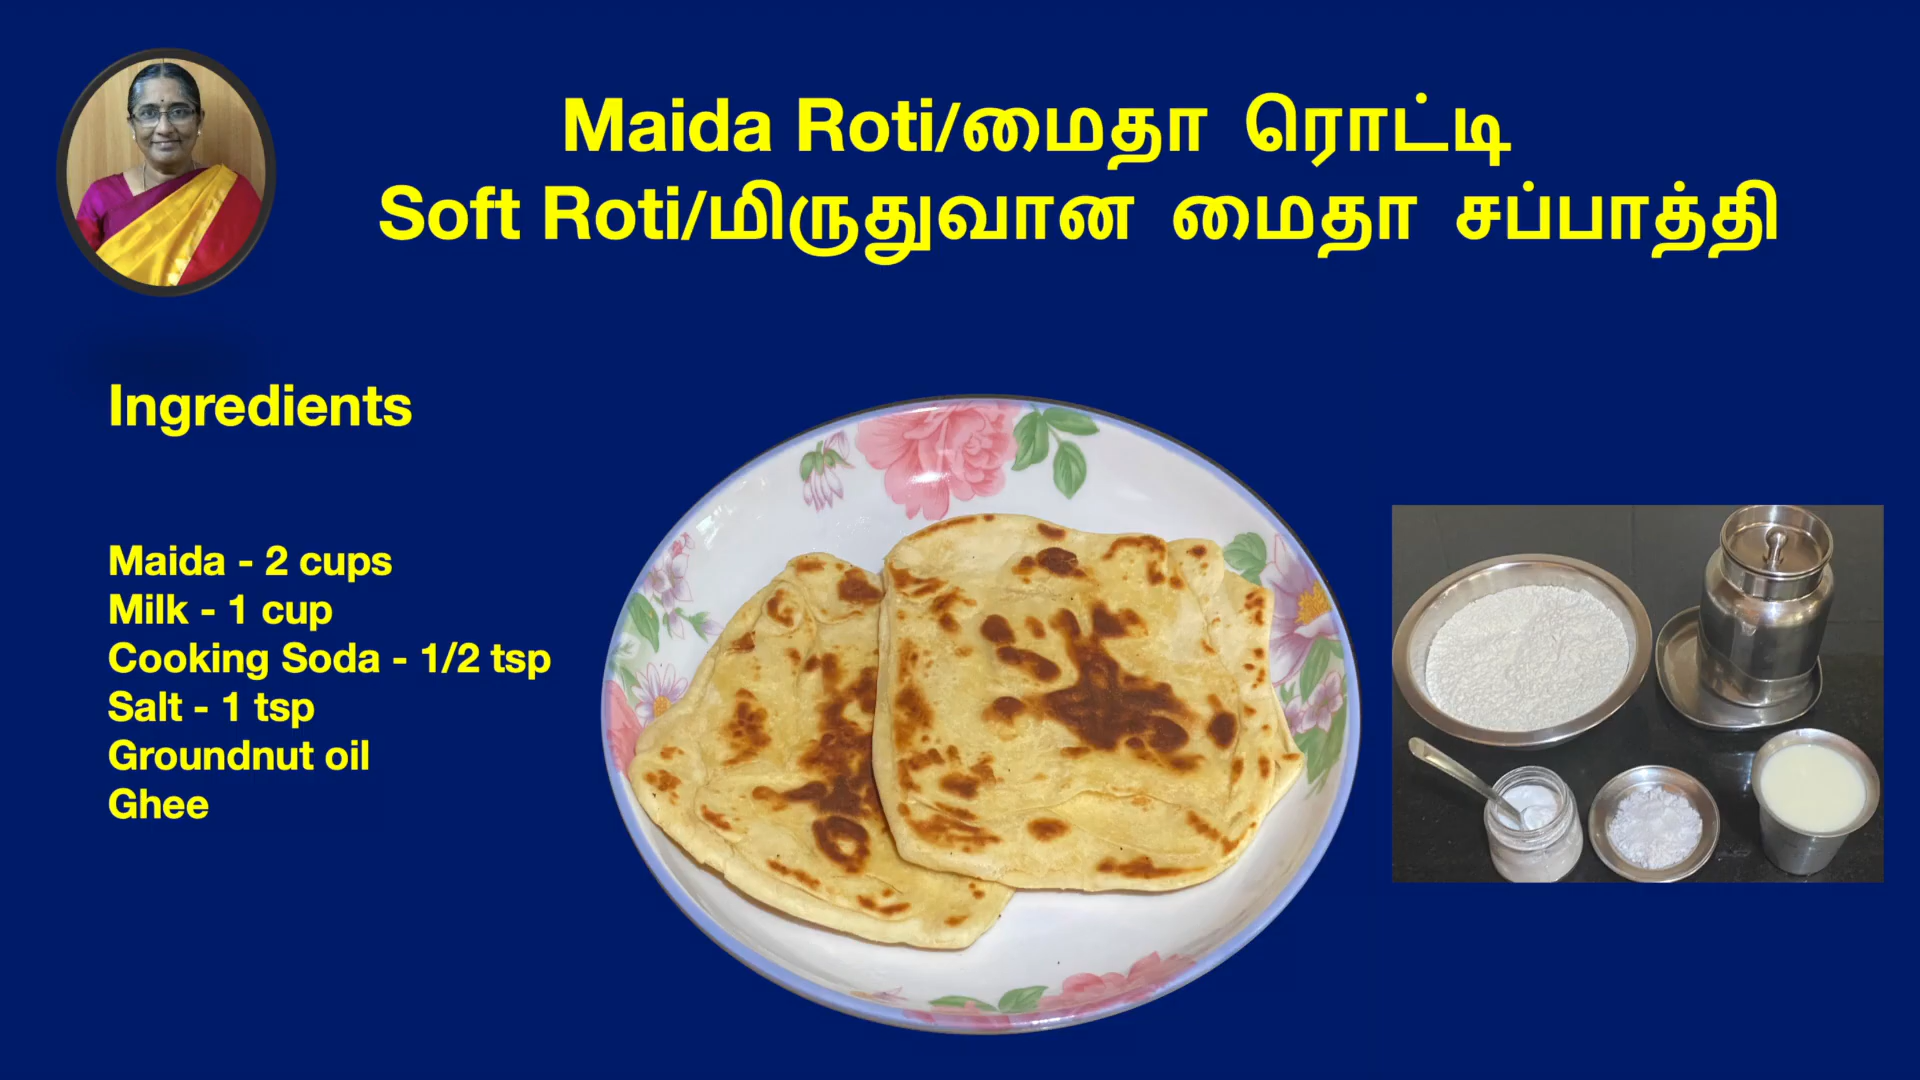 Maida Roti/மைதா ரொட்டி
Soft Roti/மிருதுவான மைதா சப்பாத்தி
Ingredients
Maida - 2 cups
Milk - 1 cup
Cooking Soda - 1/2 tsp
Salt - 1 tsp
Groundnut oil
Ghee